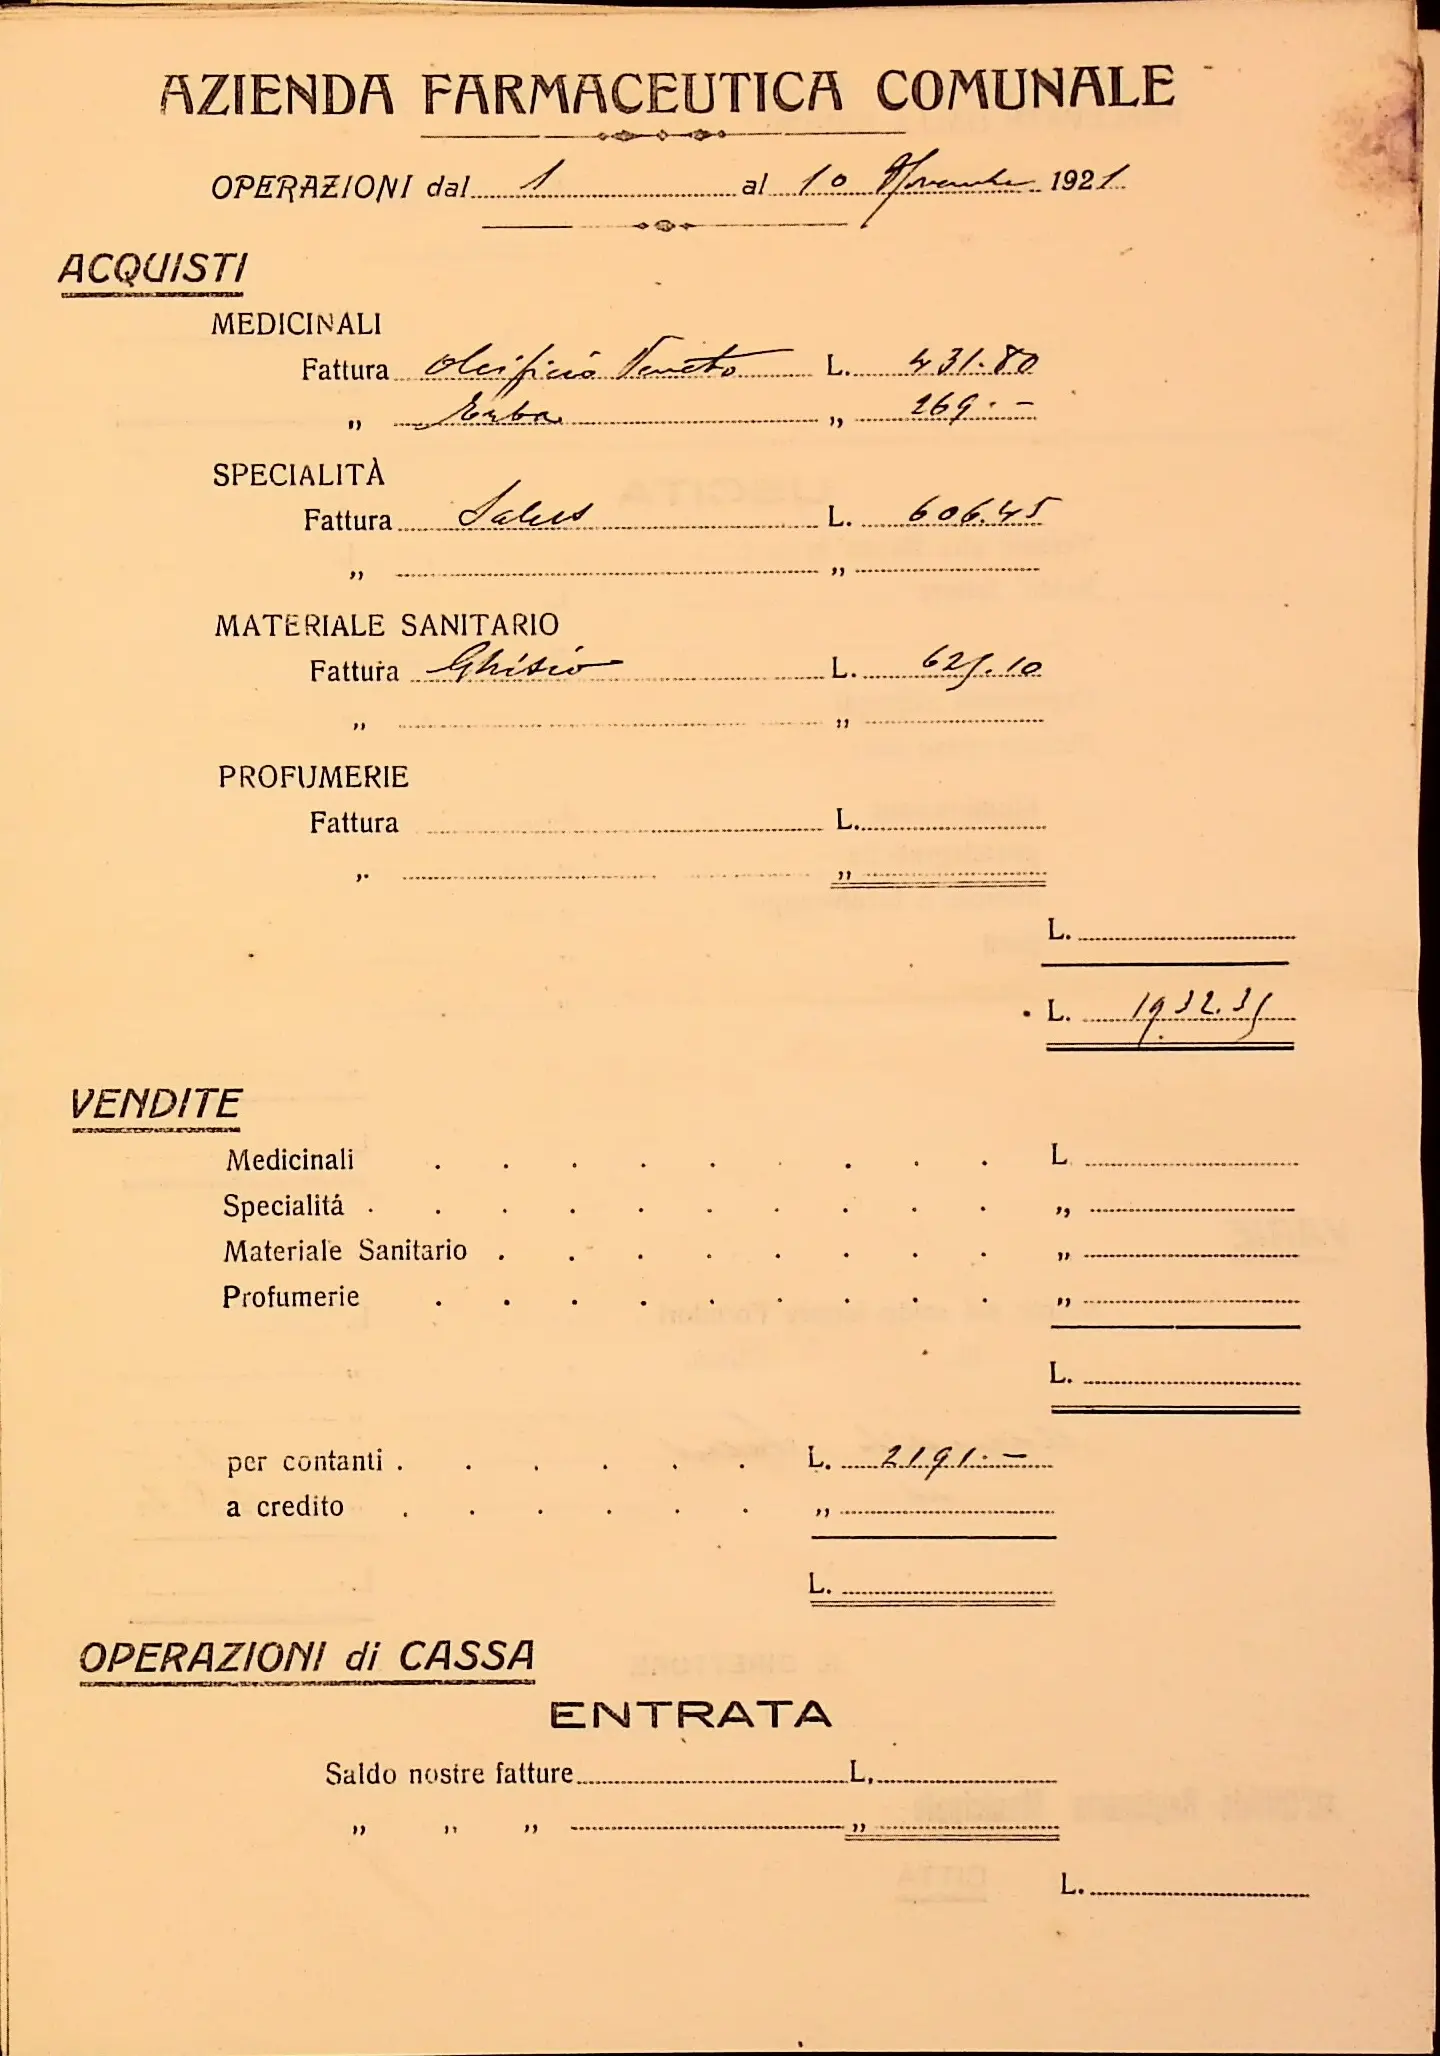 AZIENDA FARMACEUTICA COMUNALE
OPERAZIONI dal 1 al 10 Novembre 1921
ACQUISTI
MEDICINALI
Fattura Oleificio Veneto L. 431.80
„ Erba „ 269.-
SPECIALITÀ
Fattura Salus L. 606.45
„ „
MATERIALE SANITARIO
Fattura L. 625.10
„ „
PROFUMERIE
Fattura L.
„ „
L.
L. 1932.35
VENDITE
Medicinali L
Specialitá „
Materiale Sanitario „
Profumerie „
L.
per contanti L. 2191.-
a credito „
L.
OPERAZIONI di CASSA
ENTRATA
Saldo nostre fatture L.
„ „ „ „
L.